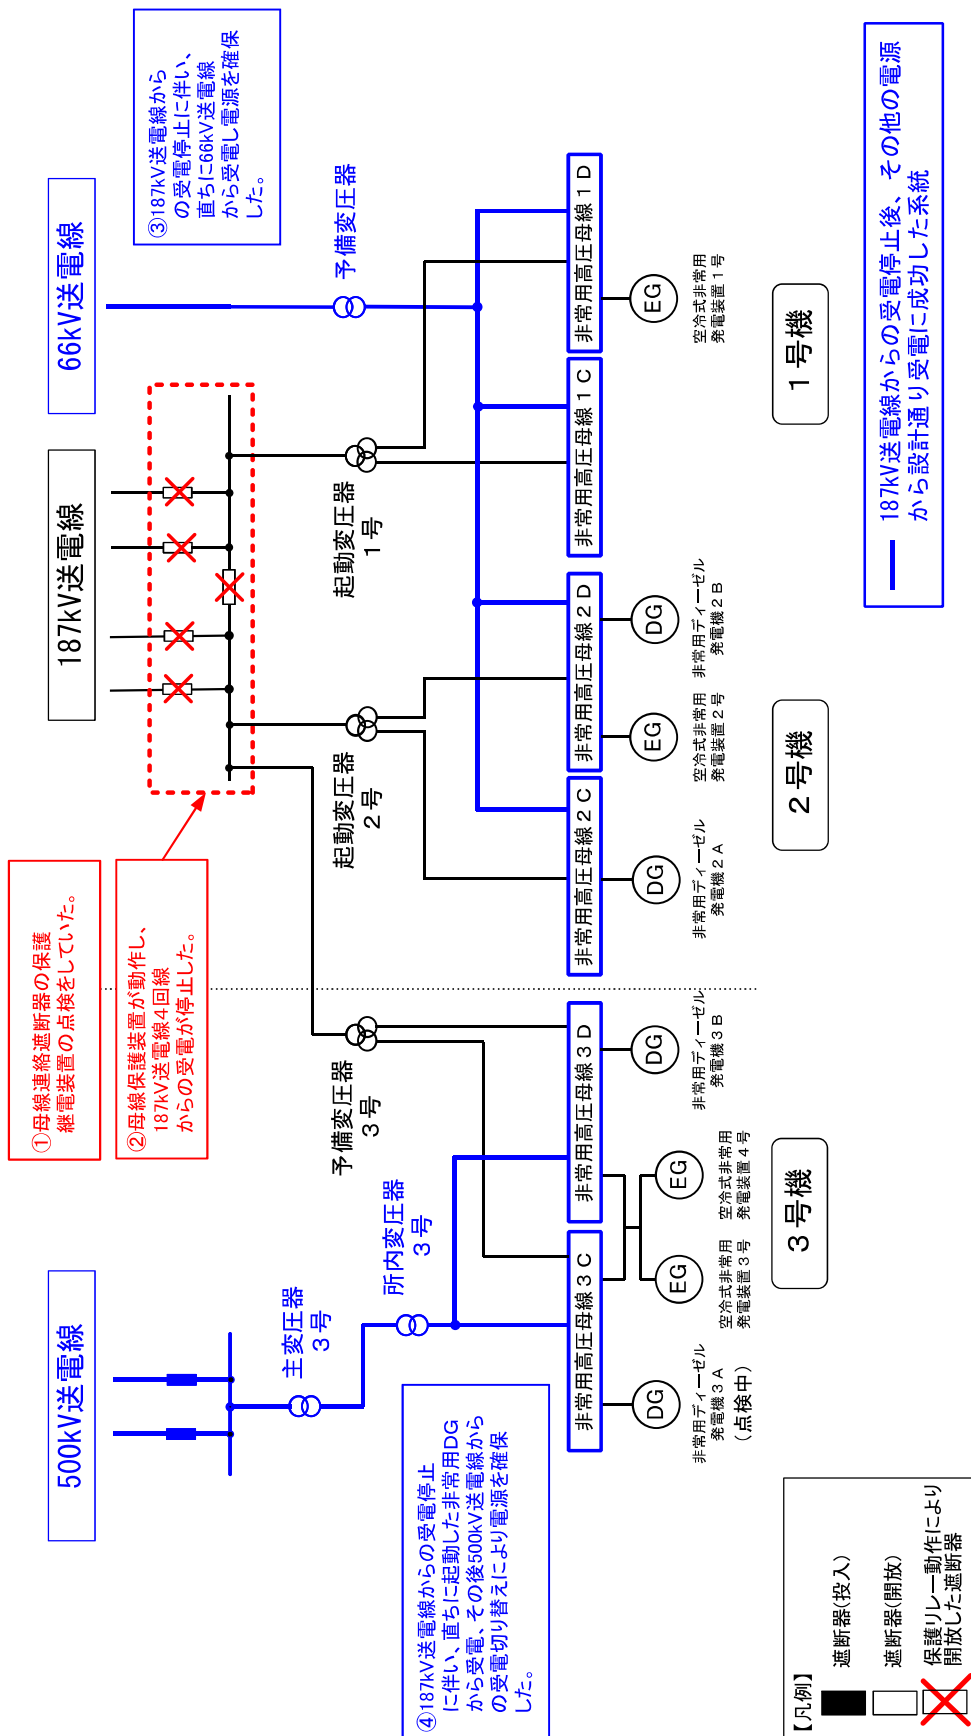 500kV送電線
187kV送電線
66kV送電線
①母線連絡遮断器の保護
継電装置の点検をしていた。
②母線保護装置が動作し、
187kV送電線4回線
からの受電が停止した。
③187kV送電線から
の受電停止に伴い、
直ちに66kV送電線
から受電し電源を確保
した。
主変圧器
3号
所内変圧器
3号
予備変圧器
3号
起動変圧器
2号
起動変圧器
1号
予備変圧器
④187kV送電線からの受電停止
に伴い、直ちに起動した非常用DG
から受電、その後500kV送電線から
の受電切り替えにより電源を確保
した。
非常用高圧母線3C
非常用高圧母線3D
非常用高圧母線2C
非常用高圧母線2D
非常用高圧母線1C
非常用高圧母線1D
DG
EG
EG
DG
DG
EG
DG
EG
非常用ディーゼル
発電機3A
(点検中)
空冷式非常用
発電装置3号
空冷式非常用
発電装置4号
非常用ディーゼル
発電機3B
非常用ディーゼル
発電機2A
空冷式非常用
発電装置2号
非常用ディーゼル
発電機2B
空冷式非常用
発電装置1号
3号機
2号機
1号機
【凡例】
遮断器(投入)
遮断器(開放)
保護リレー動作により
開放した遮断器
187kV送電線からの受電停止後、その他の電源
から設計通り受電に成功した系統